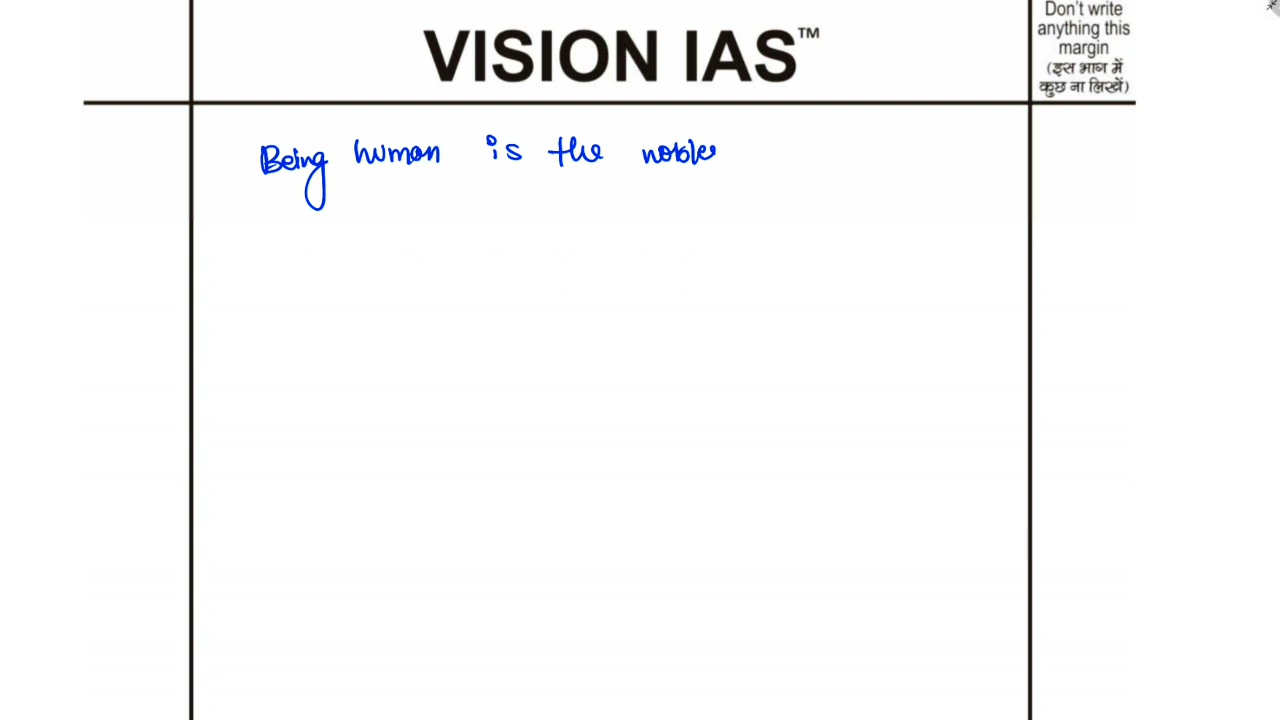 VISION IAS™
Don't write
anything this
margin
(इस भाग में
कुछ ना लिखें)
Being human is the noble